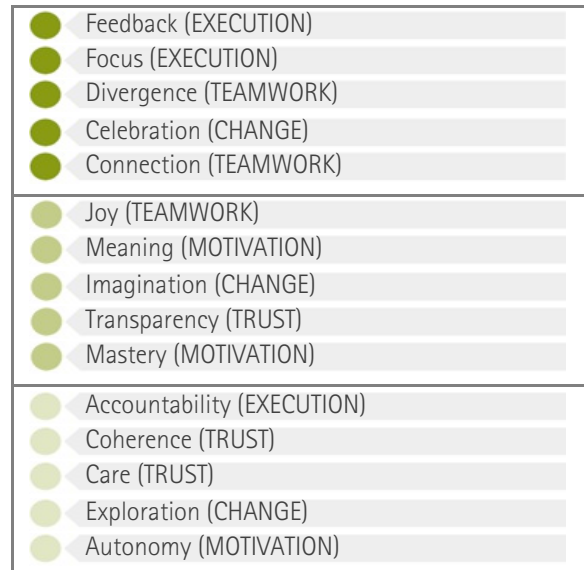 Feedback (EXECUTION)
Focus (EXECUTION)
Divergence (TEAMWORK)
Celebration (CHANGE)
Connection (TEAMWORK)
Joy (TEAMWORK)
Meaning (MOTIVATION)
Imagination (CHANGE)
Transparency (TRUST)
Mastery (MOTIVATION)
Accountability (EXECUTION)
Coherence (TRUST)
Care (TRUST)
Exploration (CHANGE)
Autonomy (MOTIVATION)